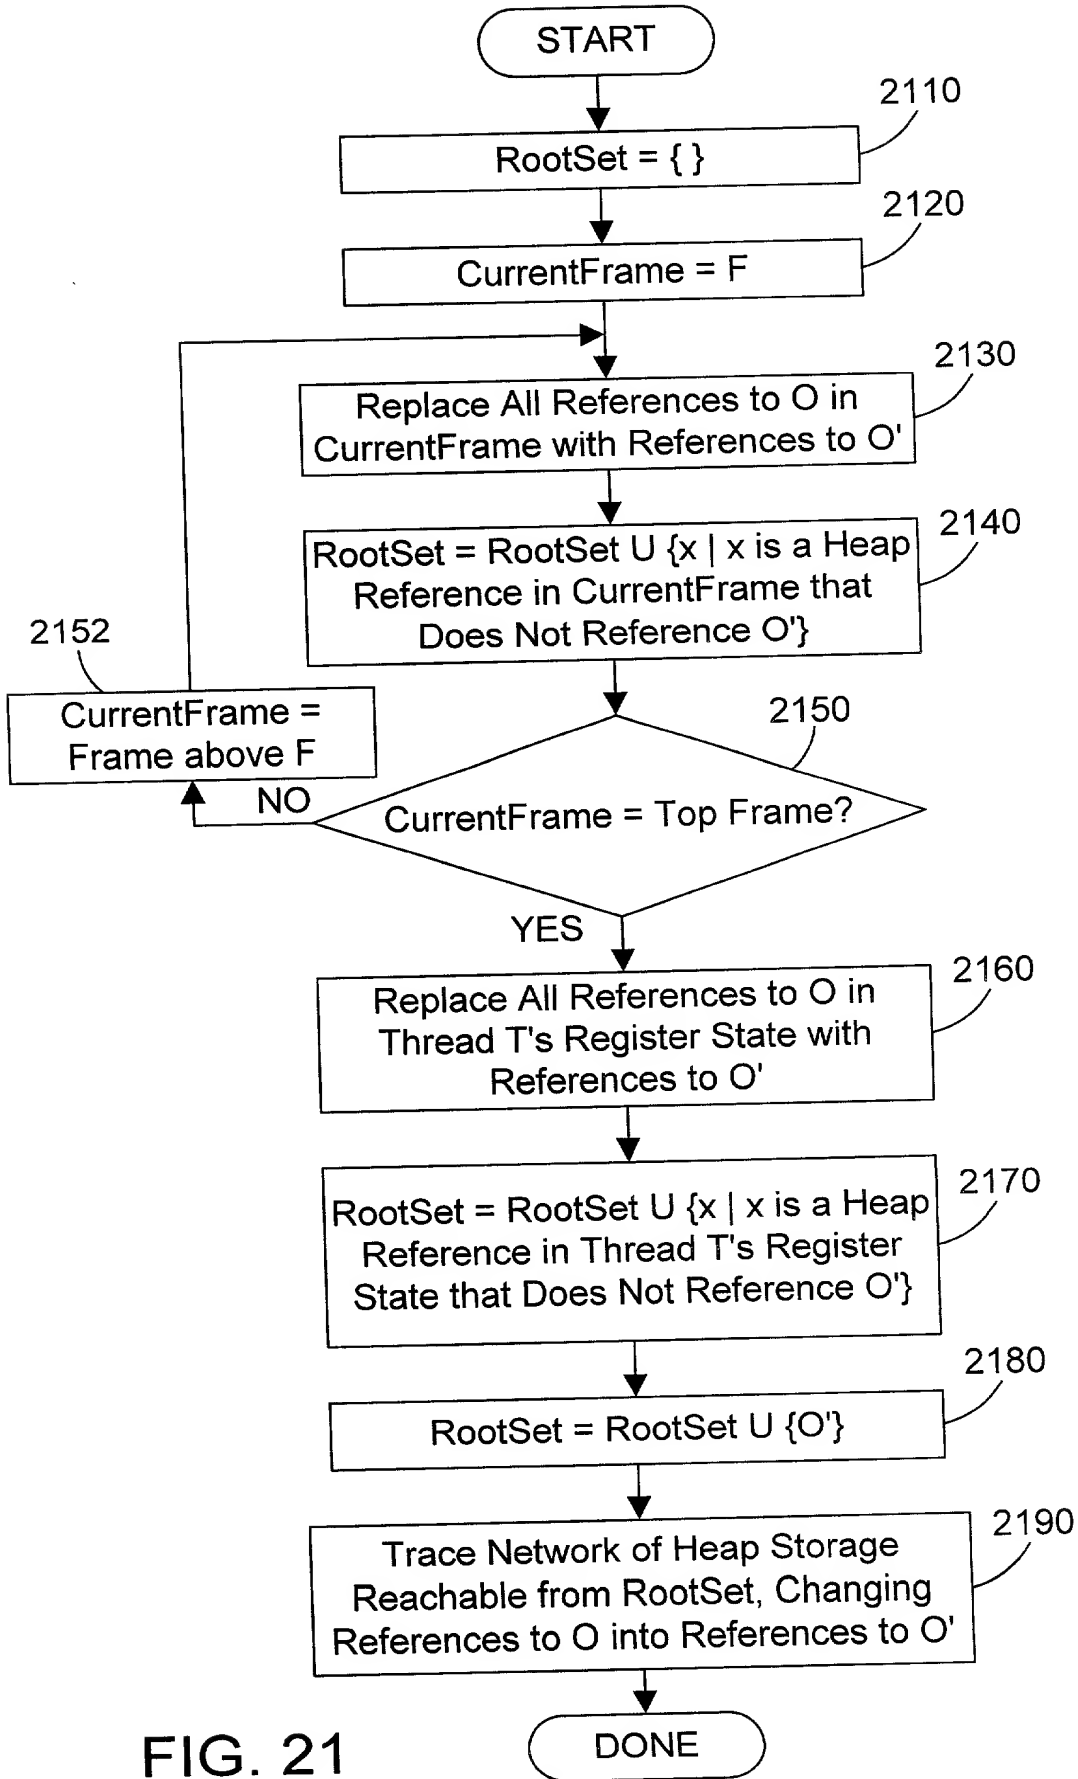 START
2110
RootSet = { }
2120
CurrentFrame = F
2130
Replace All References to O in
CurrentFrame with References to O'
2140
RootSet = RootSet U {x | x is a Heap
Reference in CurrentFrame that
Does Not Reference O'}
2152
CurrentFrame =
Frame above F
2150
NO
CurrentFrame = Top Frame?
YES
2160
Replace All References to O in
Thread T's Register State with
References to O'
2170
RootSet = RootSet U {x | x is a Heap
Reference in Thread T's Register
State that Does Not Reference O'}
2180
RootSet = RootSet U {O'}
2190
Trace Network of Heap Storage
Reachable from RootSet, Changing
References to O into References to O'
DONE
FIG. 21